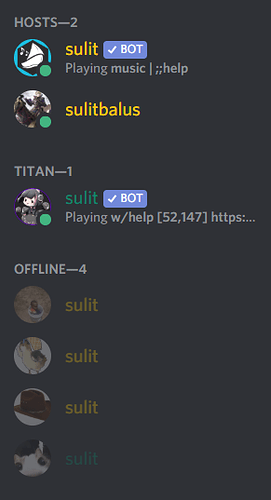 HOSTS—2
sulit ✓ BOT
Playing music | ;;help
sulitbalus
TITAN—1
sulit ✓ BOT
Playing w/help [52,147] https:...
OFFLINE—4
sulit
sulit
sulit
sulit